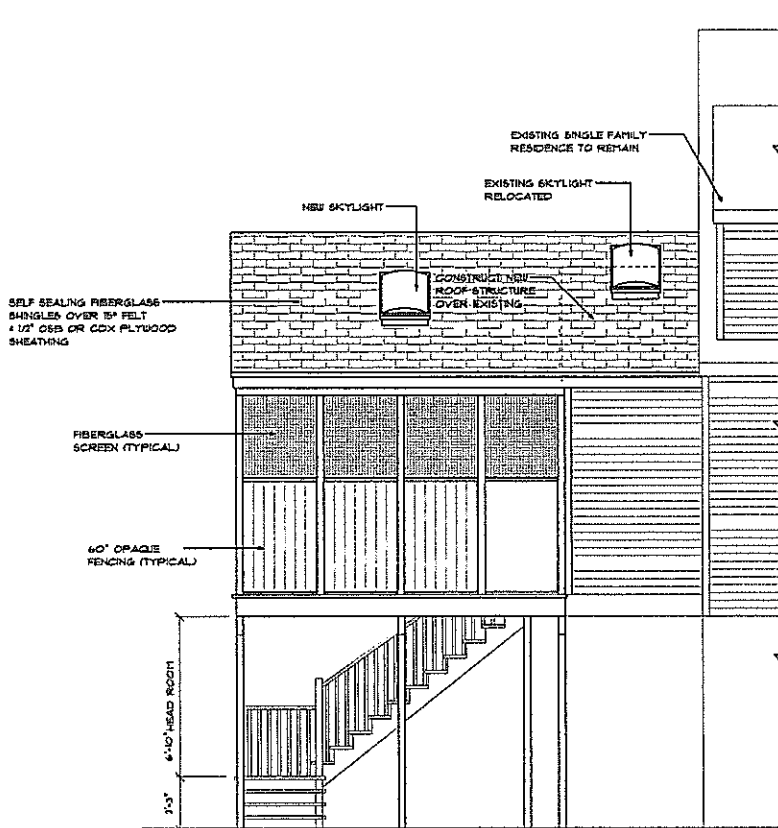 EXISTING SINGLE FAMILY
RESIDENCE TO REMAIN
EXISTING SKYLIGHT
RELOCATED
NEW SKYLIGHT
CONSTRUCT NEW
ROOF STRUCTURE
OVER EXISTING
SELF SEALING FIBERGLASS
SHINGLES OVER 15# FELT
& 1/2" OSB OR CDX PLYWOOD
SHEATHING
FIBERGLASS
SCREEN (TYPICAL)
60" OPAQUE
FENCING (TYPICAL)
6'-10" HEAD ROOM